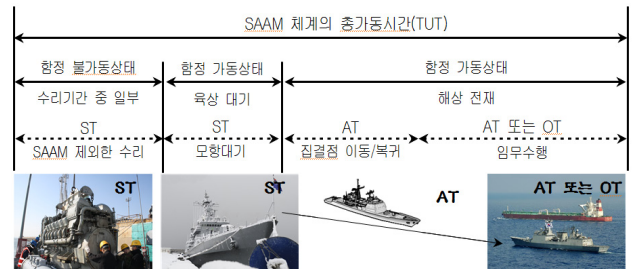 SAAM 체계의 총가동시간(TUT)
함정 불가동상태 함정 가동상태 함정 가동상태
수리기간 중 일부 육상 대기 해상 전재
ST ST AT AT 또는 OT
SAAM 제외한 수리 모항대기 집결점 이동/복귀 임무수행
ST ST AT AT 또는 OT